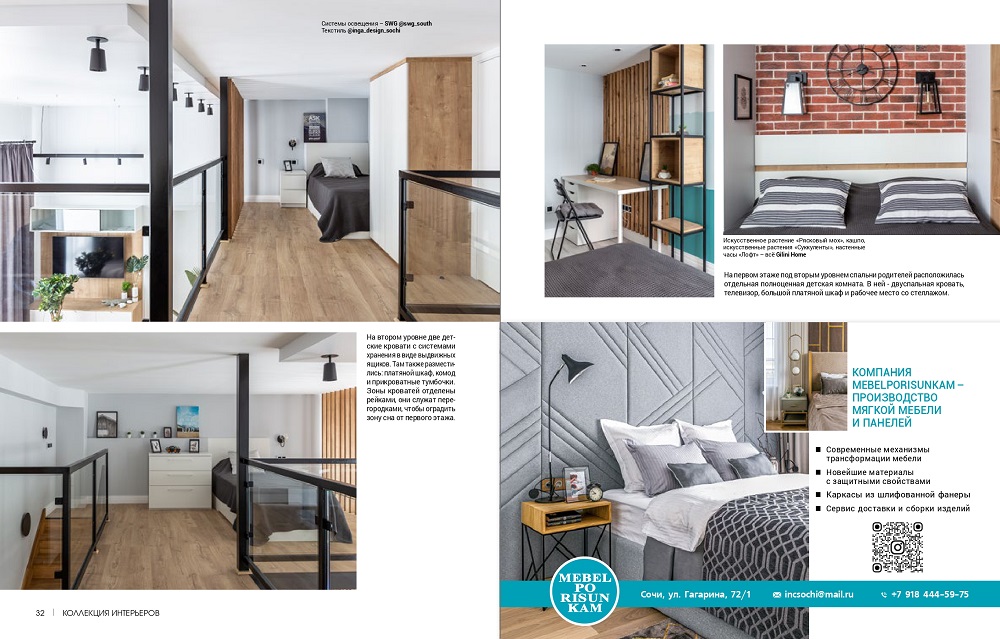 Системы освещения – SWG @swg_south
Текстиль @inga_design_sochi
ASK
На втором уровне две дет-
ские кровати с системами
хранения в виде выдвижных
ящиков. Там также размести-
лись: платяной шкаф, комод
и прикроватные тумбочки.
Зоны кроватей отделены
рейками, они служат пере-
городками, чтобы оградить
зону сна от первого этажа.
32 | КОЛЛЕКЦИЯ ИНТЕРЬЕРОВ
Искусственное растение «Рясковый мох», кашпо,
искусственные растения «Суккуленты», настенные
часы «Лофт» – всё Gilini Home
На первом этаже под вторым уровнем спальни родителей расположилась
отдельная полноценная детская комната. В ней - двуспальная кровать,
телевизор, большой платяной шкаф и рабочее место со стеллажом.
КОМПАНИЯ
MEBELPORISUNKAM –
ПРОИЗВОДСТВО
МЯГКОЙ МЕБЕЛИ
И ПАНЕЛЕЙ
Современные механизмы
трансформации мебели
Новейшие материалы
с защитными свойствами
Каркасы из шлифованной фанеры
Сервис доставки и сборки изделий
MEBEL
PO
RISUN
KAM
Сочи, ул. Гагарина, 72/1
incsochi@mail.ru
+7 918 444–59–75